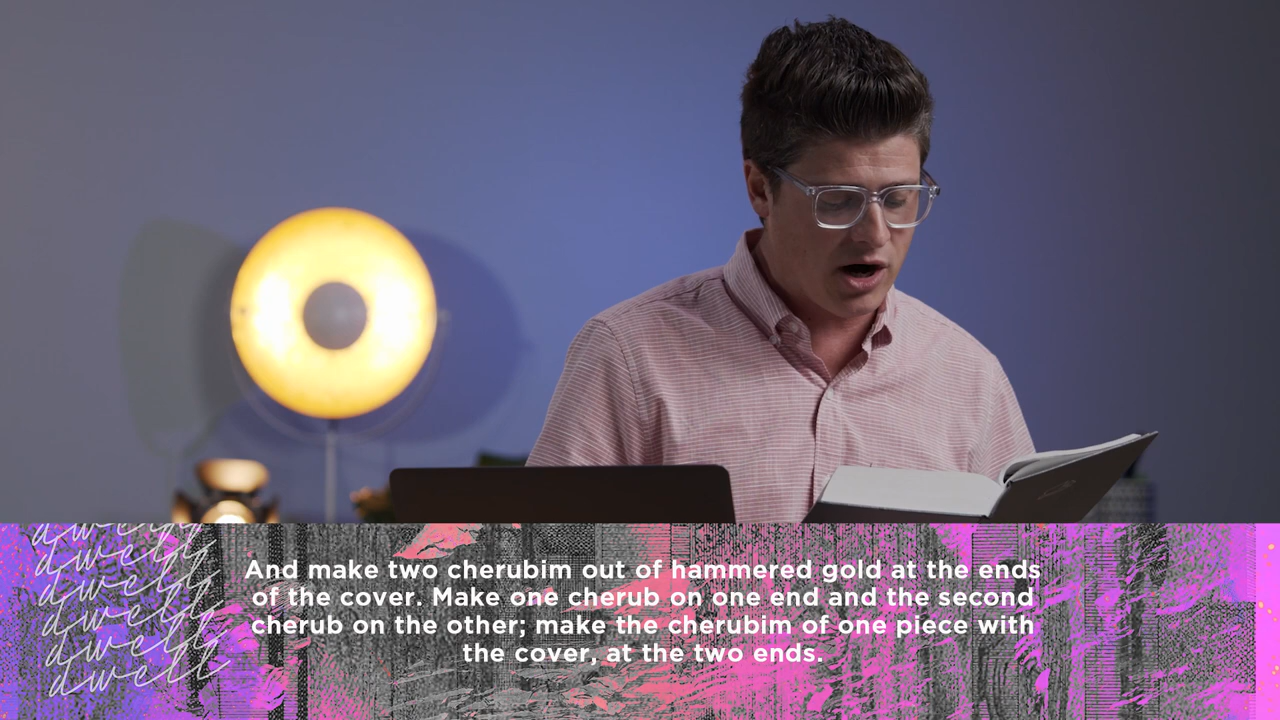 dwell
dwell
dwell
dwell
dwell
dwell
And make two cherubim out of hammered gold at the ends
of the cover. Make one cherub on one end and the second
cherub on the other; make the cherubim of one piece with
the cover, at the two ends.